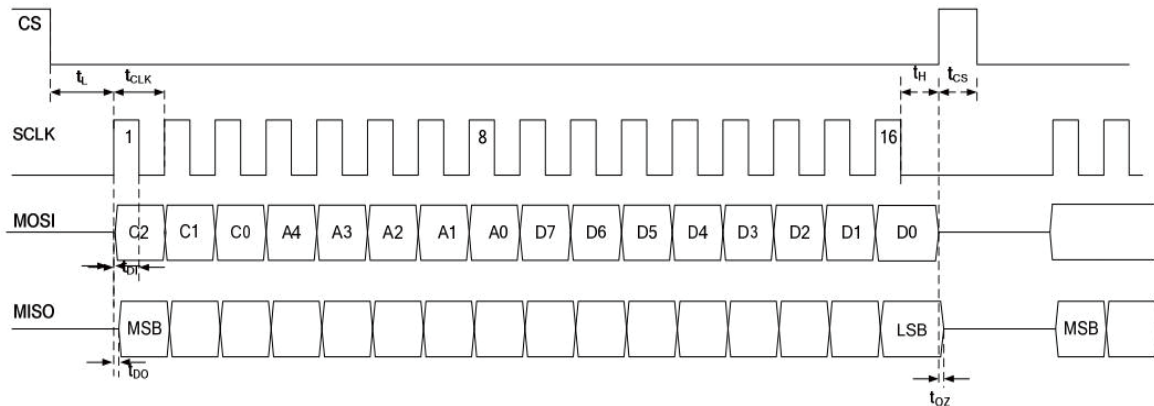 CS
tL tCLK tH tCS
SCLK 1 8 16
MOSI C2 C1 C0 A4 A3 A2 A1 A0 D7 D6 D5 D4 D3 D2 D1 D0
tDI
MISO MSB LSB MSB
tDO
tOZ